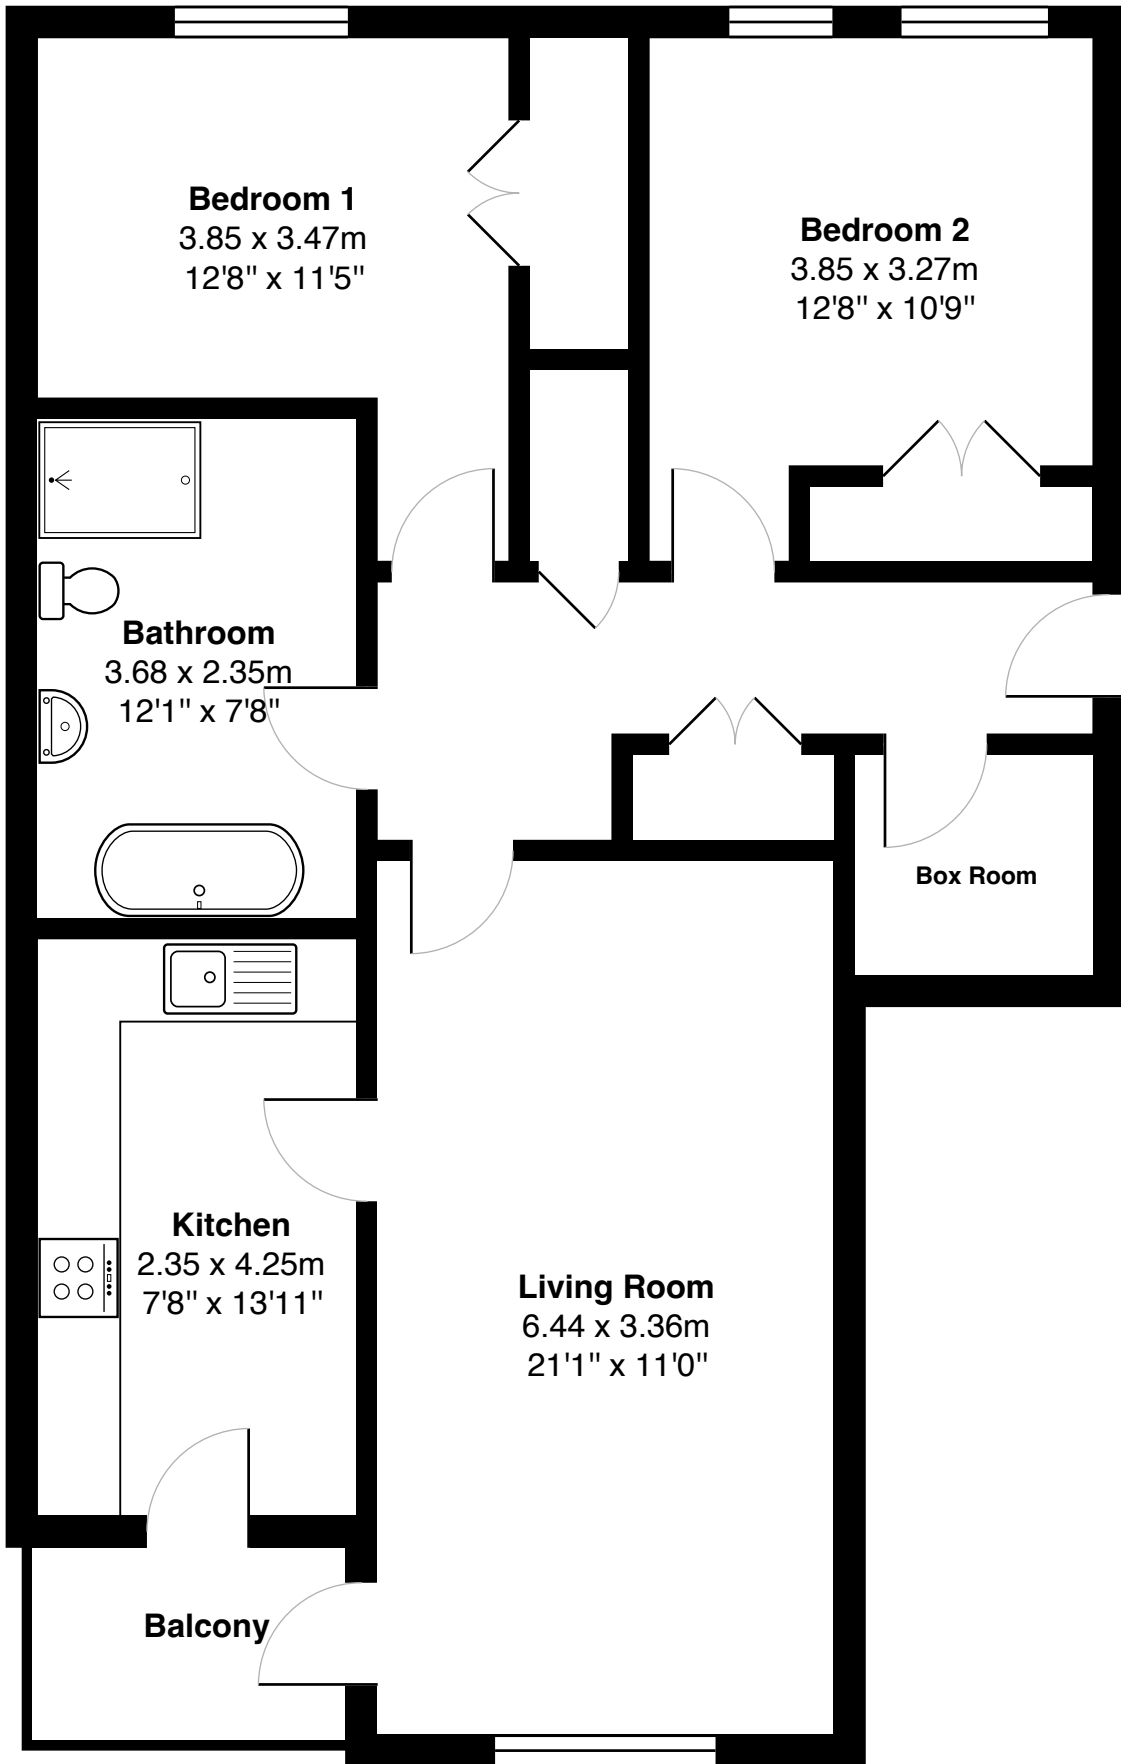 Bedroom 1
3.85 x 3.47m
12'8" x 11'5"
Bedroom 2
3.85 x 3.27m
12'8" x 10'9"
Bathroom
3.68 x 2.35m
12'1" x 7'8"
Box Room
Kitchen
2.35 x 4.25m
7'8" x 13'11"
Living Room
6.44 x 3.36m
21'1" x 11'0"
Balcony